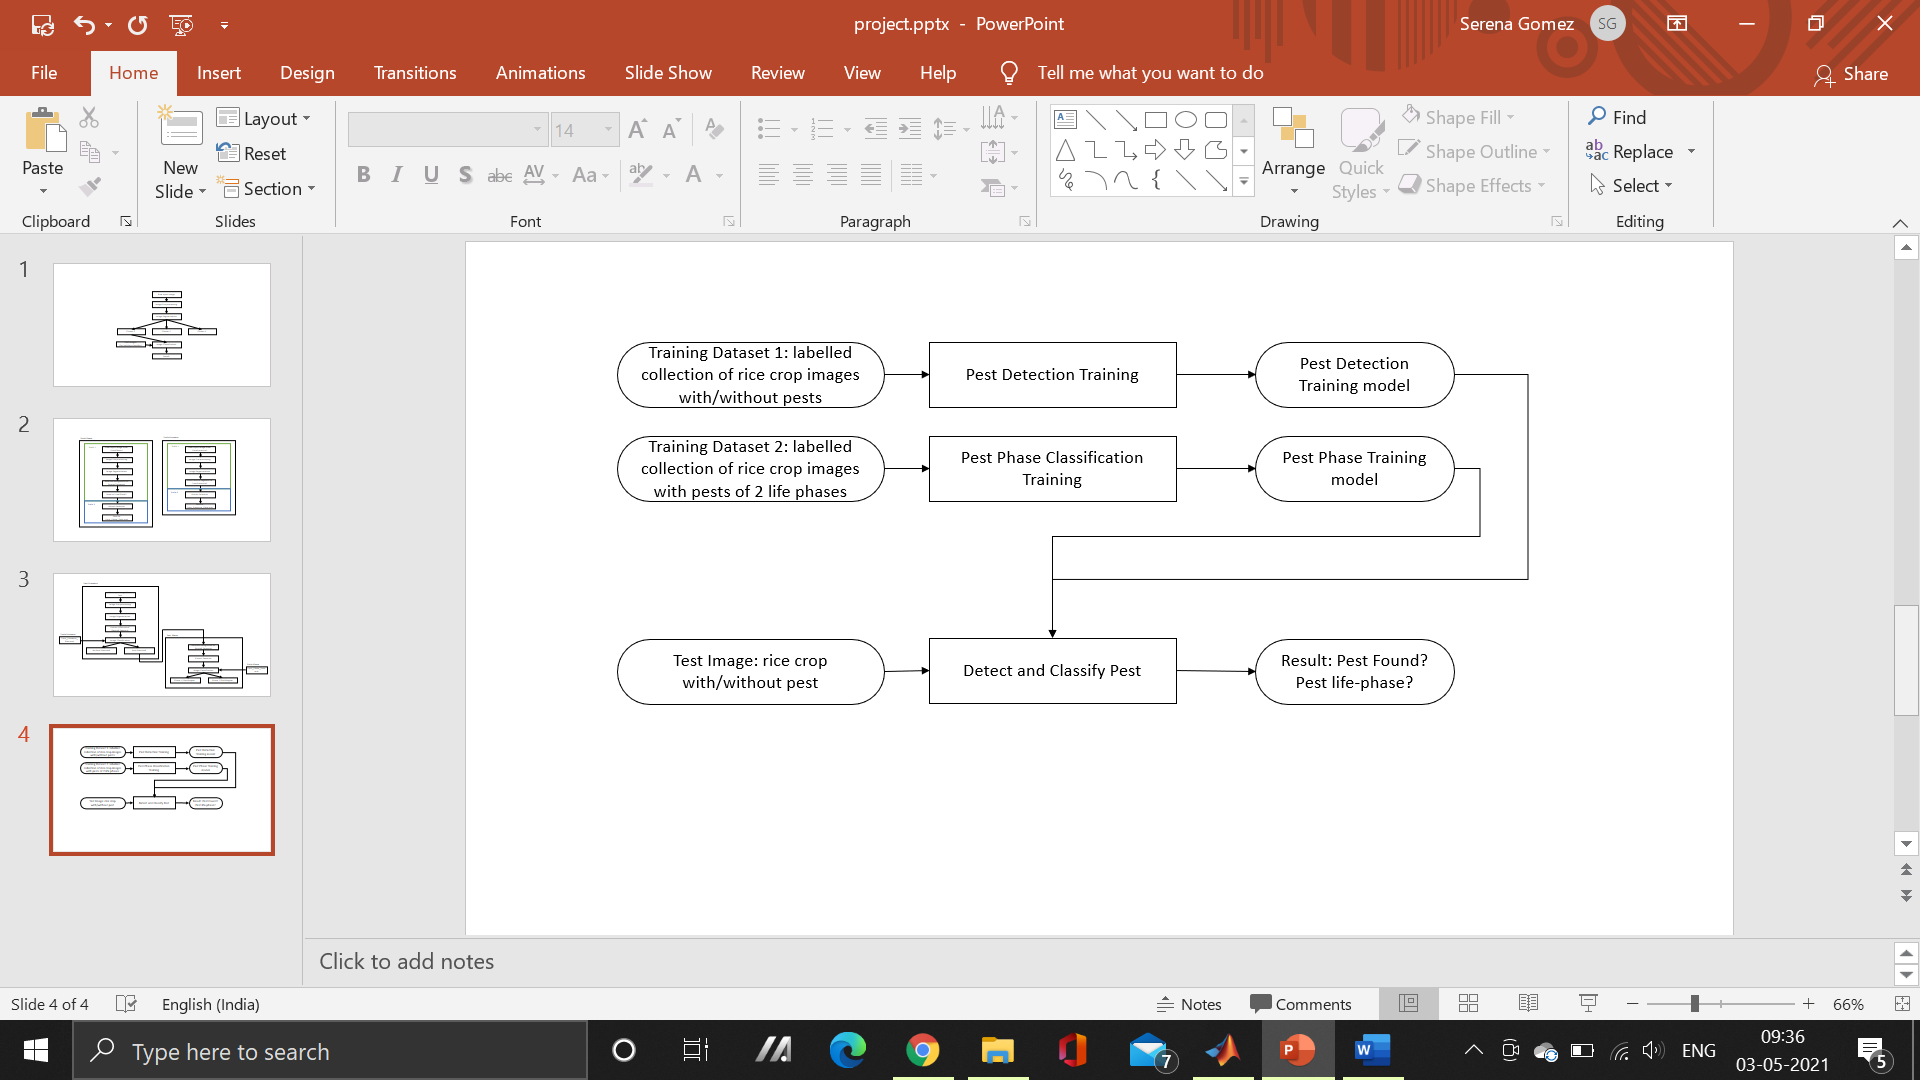 project.pptx - PowerPoint
Serena Gomez SG
File Home Insert Design Transitions Animations Slide Show Review View Help Tell me what you want to do Share
Paste
Clipboard
New Slide
Layout
Reset
Section
Slides
14
B I U S abc AV Aa A
Font
Paragraph
Arrange
Quick Styles
Shape Fill
Shape Outline
Shape Effects
Drawing
Find
Replace
Select
Editing
1
2
3
4
Training Dataset 1: labelled
collection of rice crop images
with/without pests
Pest Detection Training
Pest Detection
Training model
Training Dataset 2: labelled
collection of rice crop images
with pests of 2 life phases
Pest Phase Classification
Training
Pest Phase Training
model
Test Image: rice crop
with/without pest
Detect and Classify Pest
Result: Pest Found?
Pest life-phase?
Click to add notes
Slide 4 of 4 English (India) Notes Comments 66%
Type here to search
7
ENG
09:36
03-05-2021
5